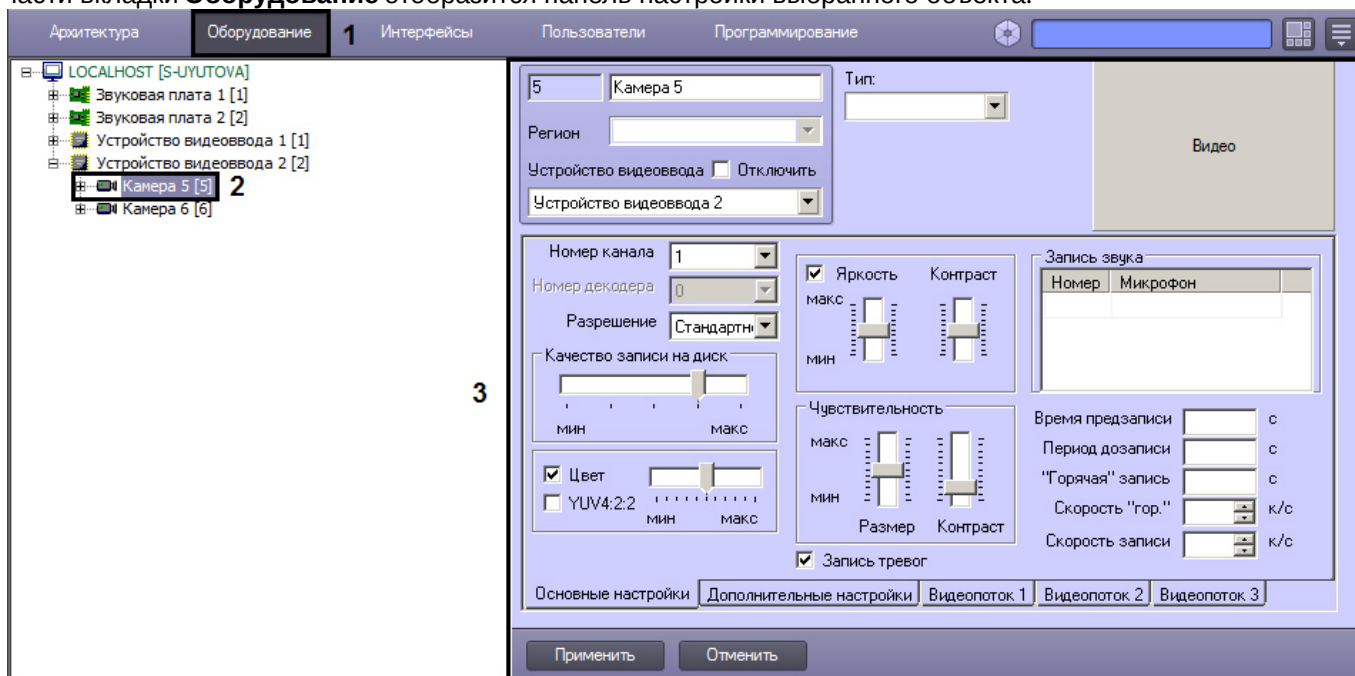 части вкладки Оборудование отобразится панель настройки выбранного объекта.
Архитектура Оборудование 1 Интерфейсы Пользователи Программирование
LOCALHOST [S-UYUTOVA]
Звуковая плата 1 [1]
Звуковая плата 2 [2]
Устройство видеоввода 1 [1]
Устройство видеоввода 2 [2]
Камера 5 [5] 2
Камера 6 [6]
3
5 Камера 5
Тип:
Регион
Устройство видеоввода Отключить
Устройство видеоввода 2
Видео
Номер канала 1
Номер декодера 0
Разрешение Стандартн
Качество записи на диск
мин макс
Цвет
YUV4:2:2
мин макс
Яркость Контраст
макс
мин
Чувствительность
макс
мин
Размер Контраст
Запись тревог
Запись звука
Номер Микрофон
Время предзаписи с
Период дозаписи с
"Горячая" запись с
Скорость "гор." к/с
Скорость записи к/с
Основные настройки Дополнительные настройки Видеопоток 1 Видеопоток 2 Видеопоток 3
Применить Отменить